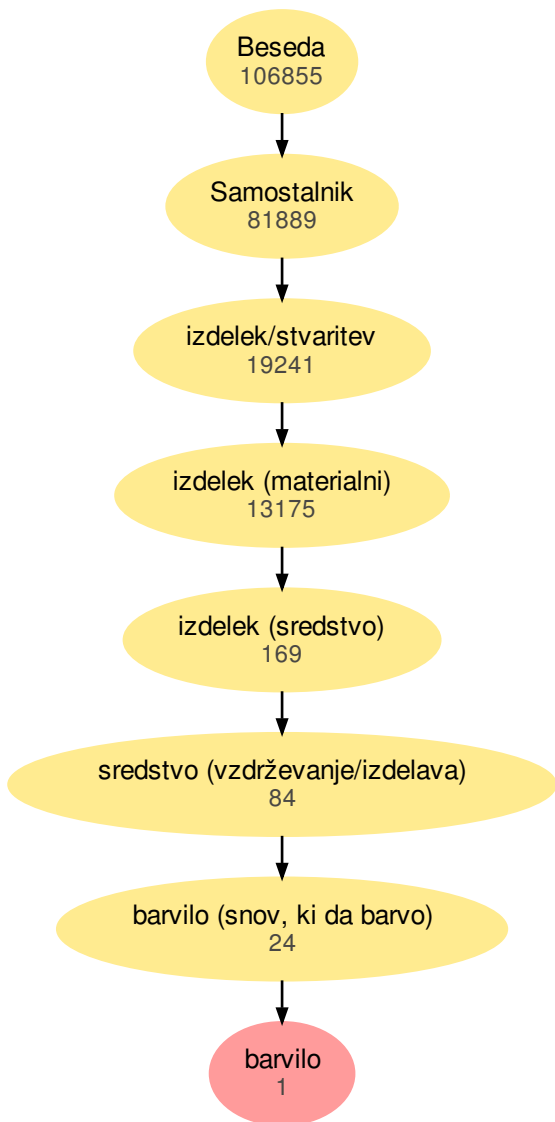 Beseda
106855
Samostalnik
81889
izdelek/stvaritev
19241
izdelek (materialni)
13175
izdelek (sredstvo)
169
sredstvo (vzdrževanje/izdelava)
84
barvilo (snov, ki da barvo)
24
barvilo
1